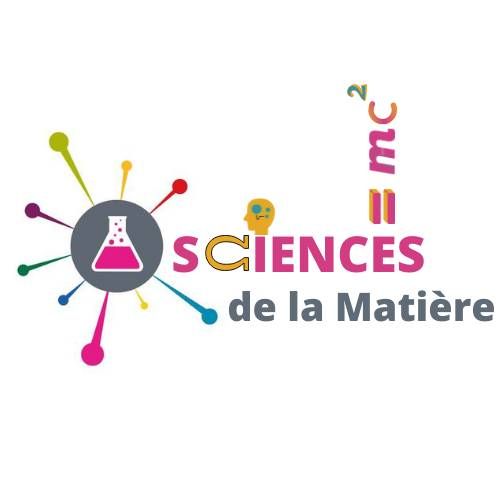 = mc²
SCIENCES
de la Matière